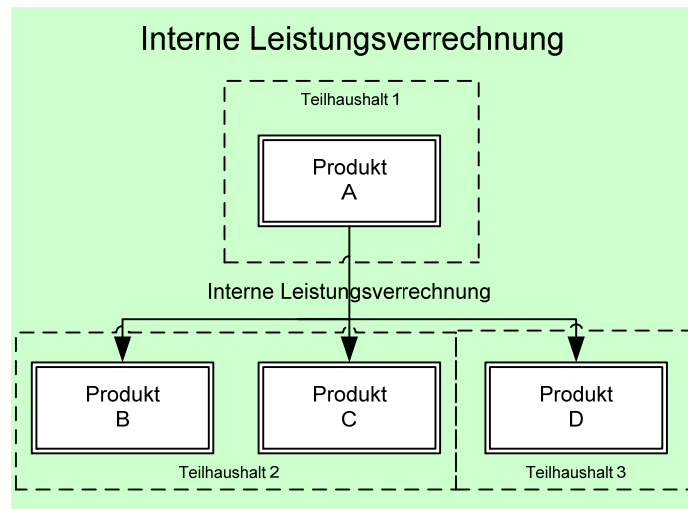 Interne Leistungsverrechnung
Teilhaushalt 1
Produkt
A
Interne Leistungsverrechnung
Produkt
B
Produkt
C
Produkt
D
Teilhaushalt 2
Teilhaushalt 3